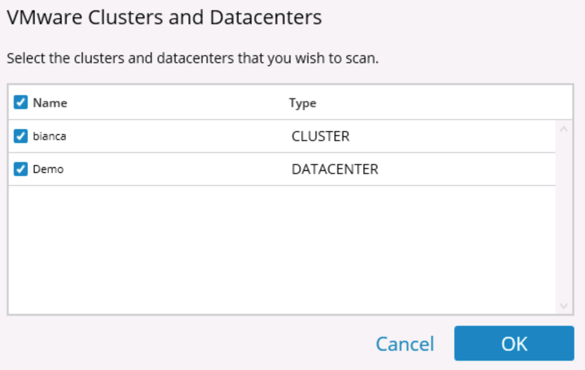 VMware Clusters and Datacenters
Select the clusters and datacenters that you wish to scan.
Name Type
bianca CLUSTER
Demo DATACENTER
Cancel OK